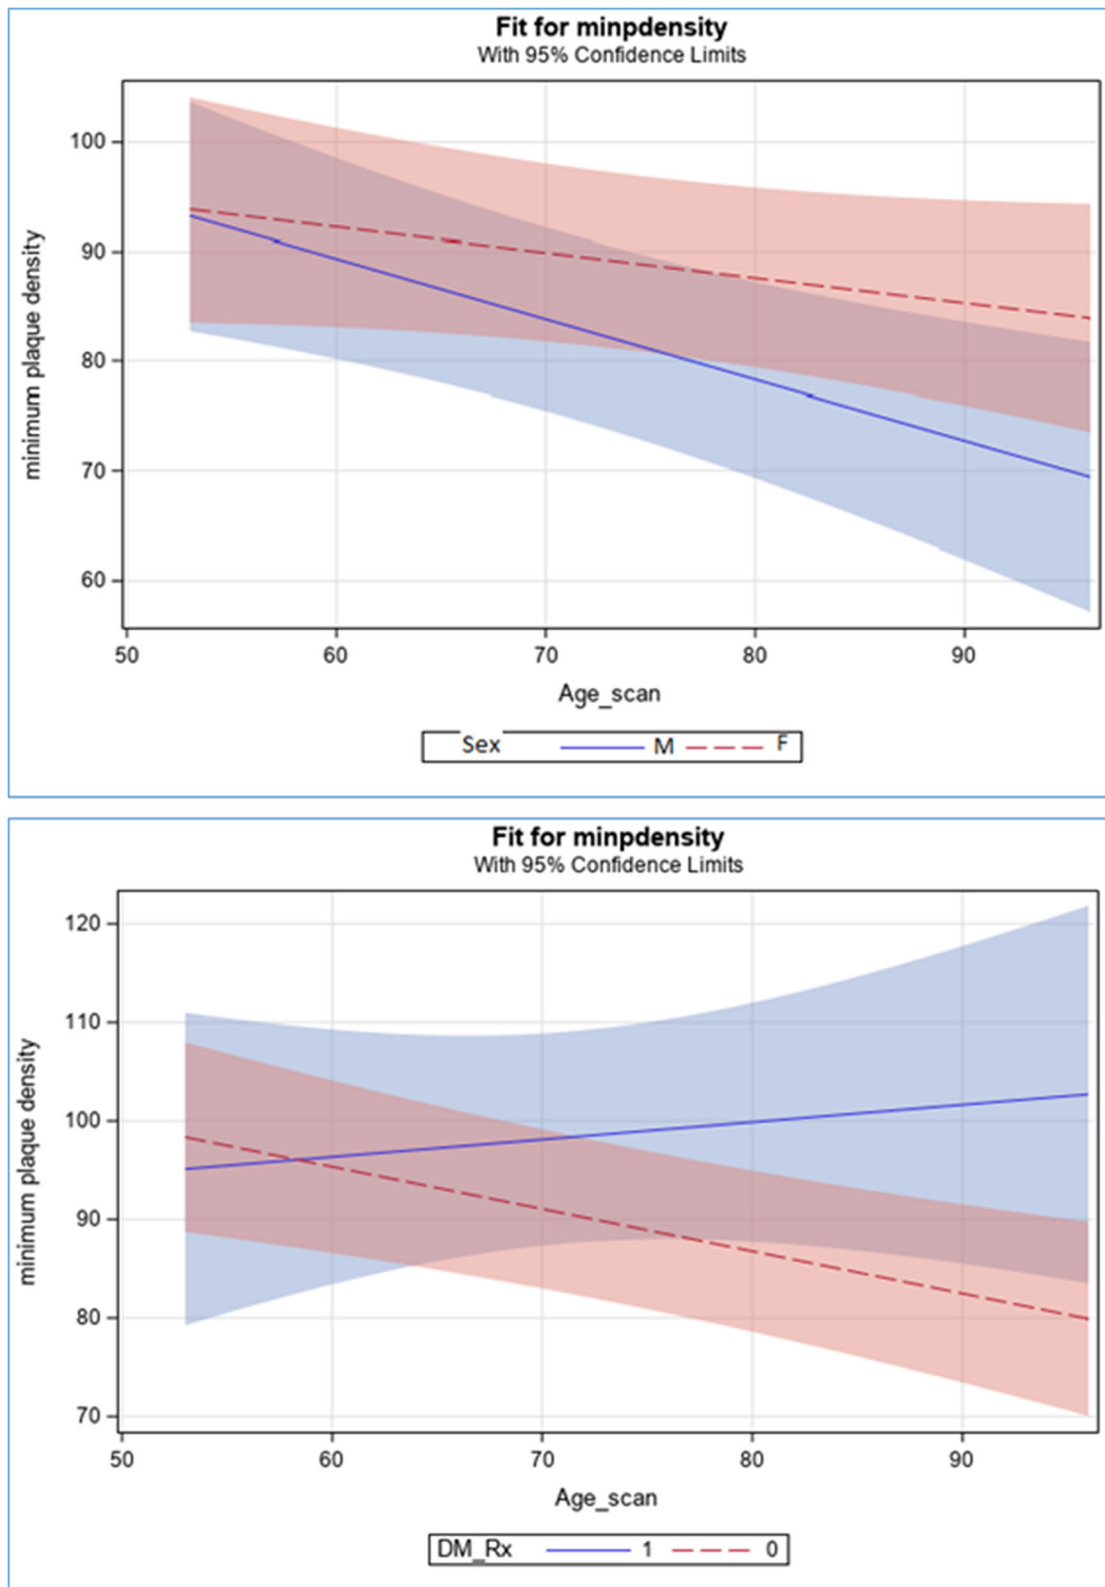 Fit for minpdensity
With 95% Confidence Limits
100
90
80
70
60
minimum plaque density
50 60 70 80 90
Age_scan
Sex M F
Fit for minpdensity
With 95% Confidence Limits
120
110
100
90
80
70
minimum plaque density
50 60 70 80 90
Age_scan
DM_Rx 1 0